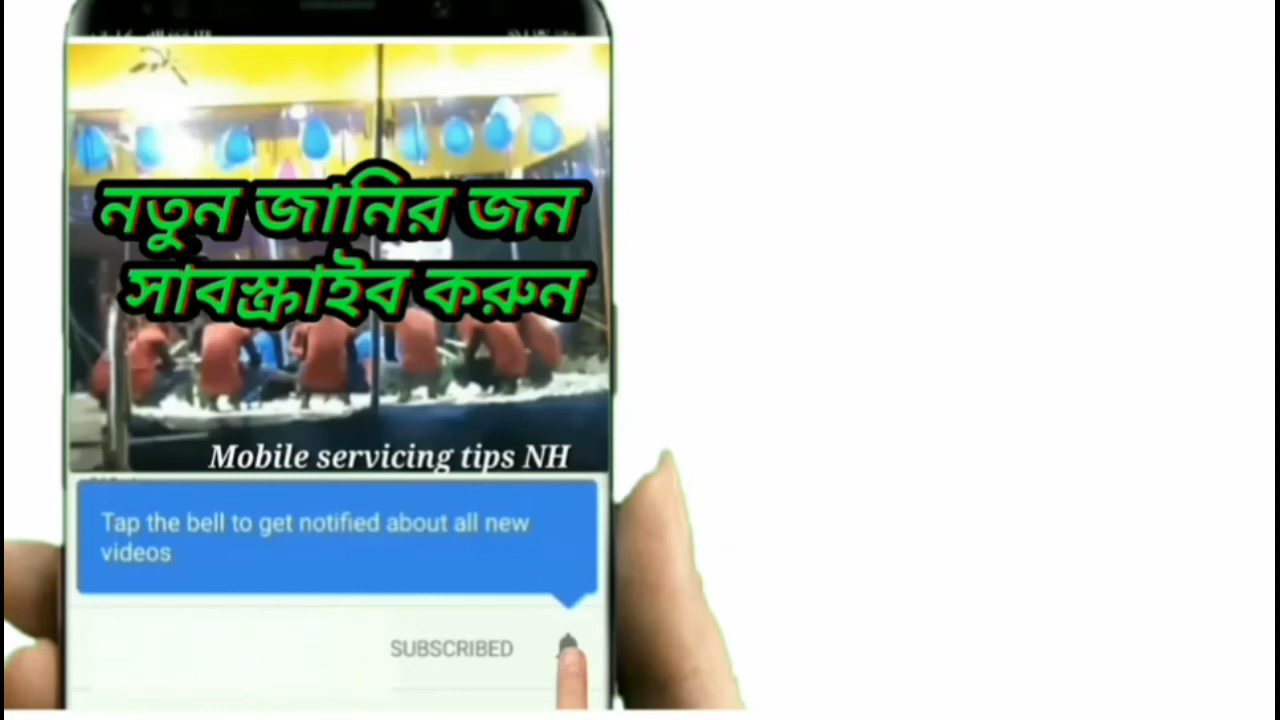 নতুন জানির জন
সাবস্ক্রাইব করুন
Mobile servicing tips NH
Tap the bell to get notified about all new
videos
SUBSCRIBED